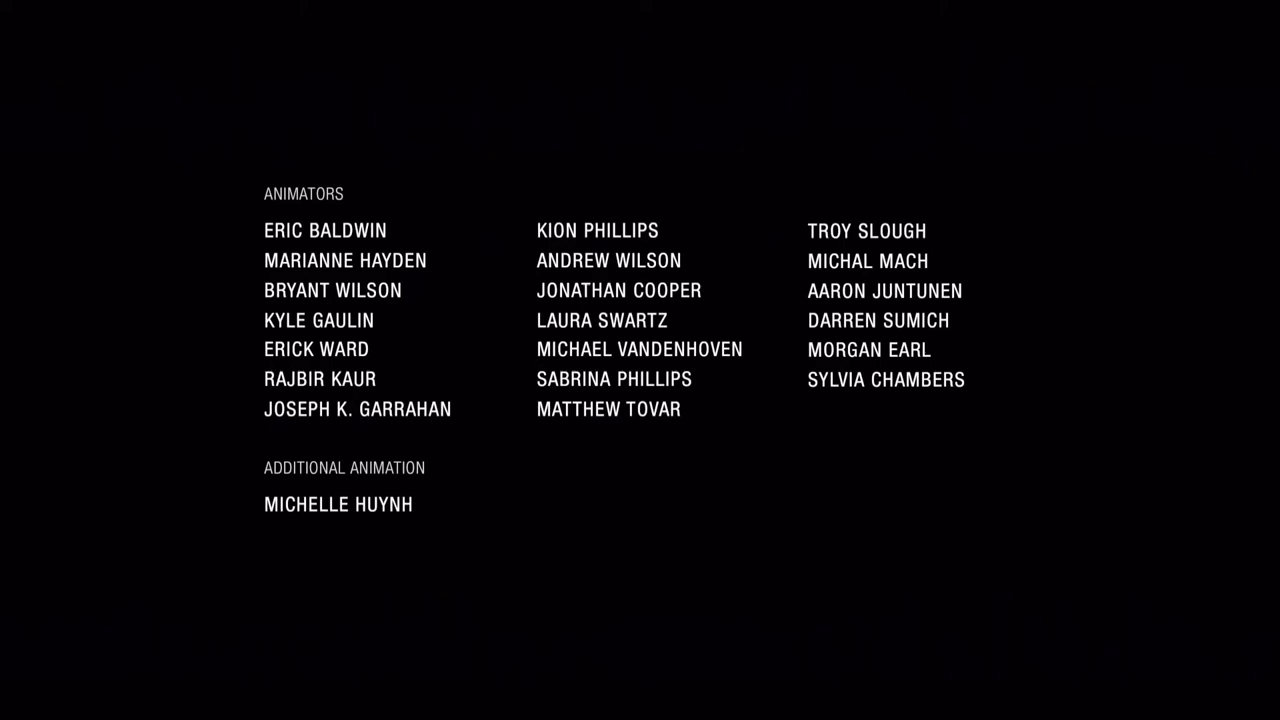 ANIMATORS
ERIC BALDWIN
MARIANNE HAYDEN
BRYANT WILSON
KYLE GAULIN
ERICK WARD
RAJBIR KAUR
JOSEPH K. GARRAHAN
KION PHILLIPS
ANDREW WILSON
JONATHAN COOPER
LAURA SWARTZ
MICHAEL VANDENHOVEN
SABRINA PHILLIPS
MATTHEW TOVAR
TROY SLOUGH
MICHAL MACH
AARON JUNTUNEN
DARREN SUMICH
MORGAN EARL
SYLVIA CHAMBERS
ADDITIONAL ANIMATION
MICHELLE HUYNH